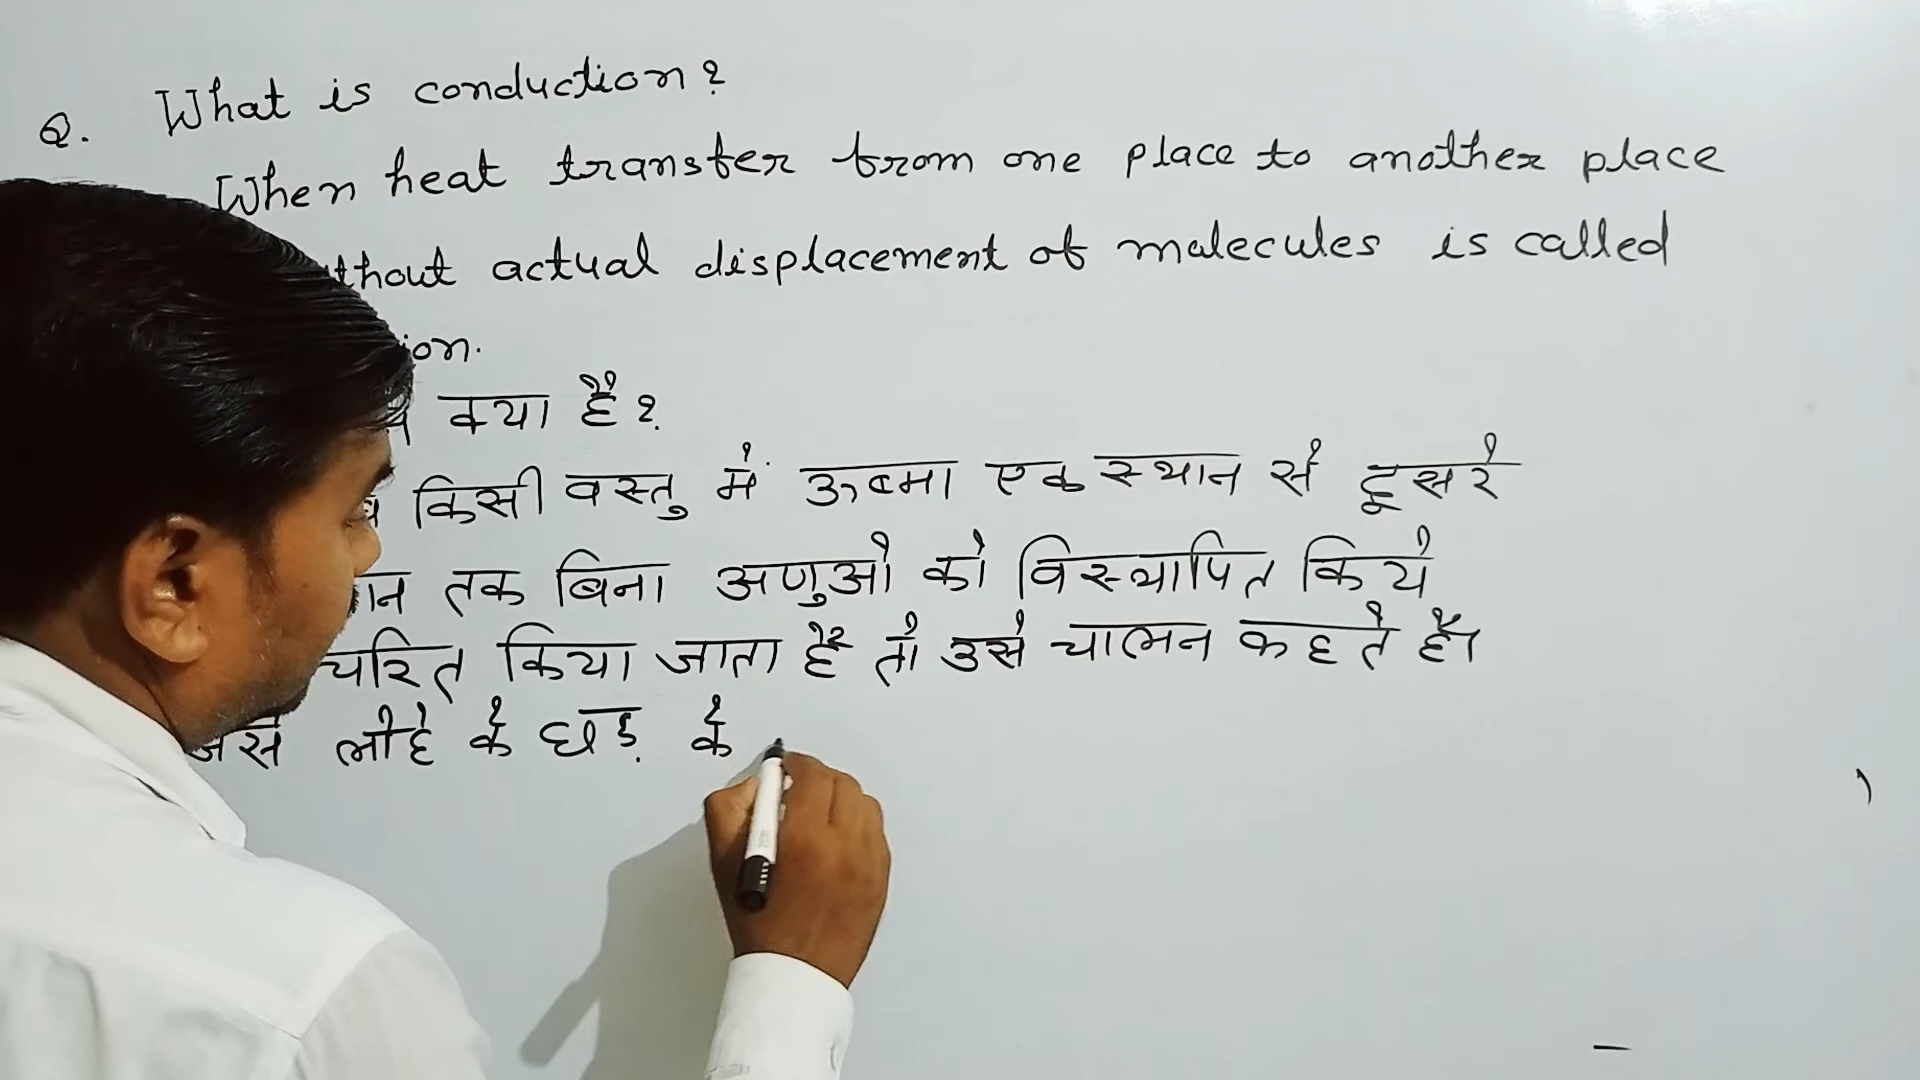 Q. What is conduction?
When heat transfer from one place to another place
thout actual displacement of malecules is called
ion.
क्या है?
किसी वस्तु में ऊष्मा एक स्थान से दूसरे
ान तक बिना अणुओ को विस्थापित किये
चरित किया जाता है तो उसे चालन कहते हैं।
जैसे लोहे के छड़ के